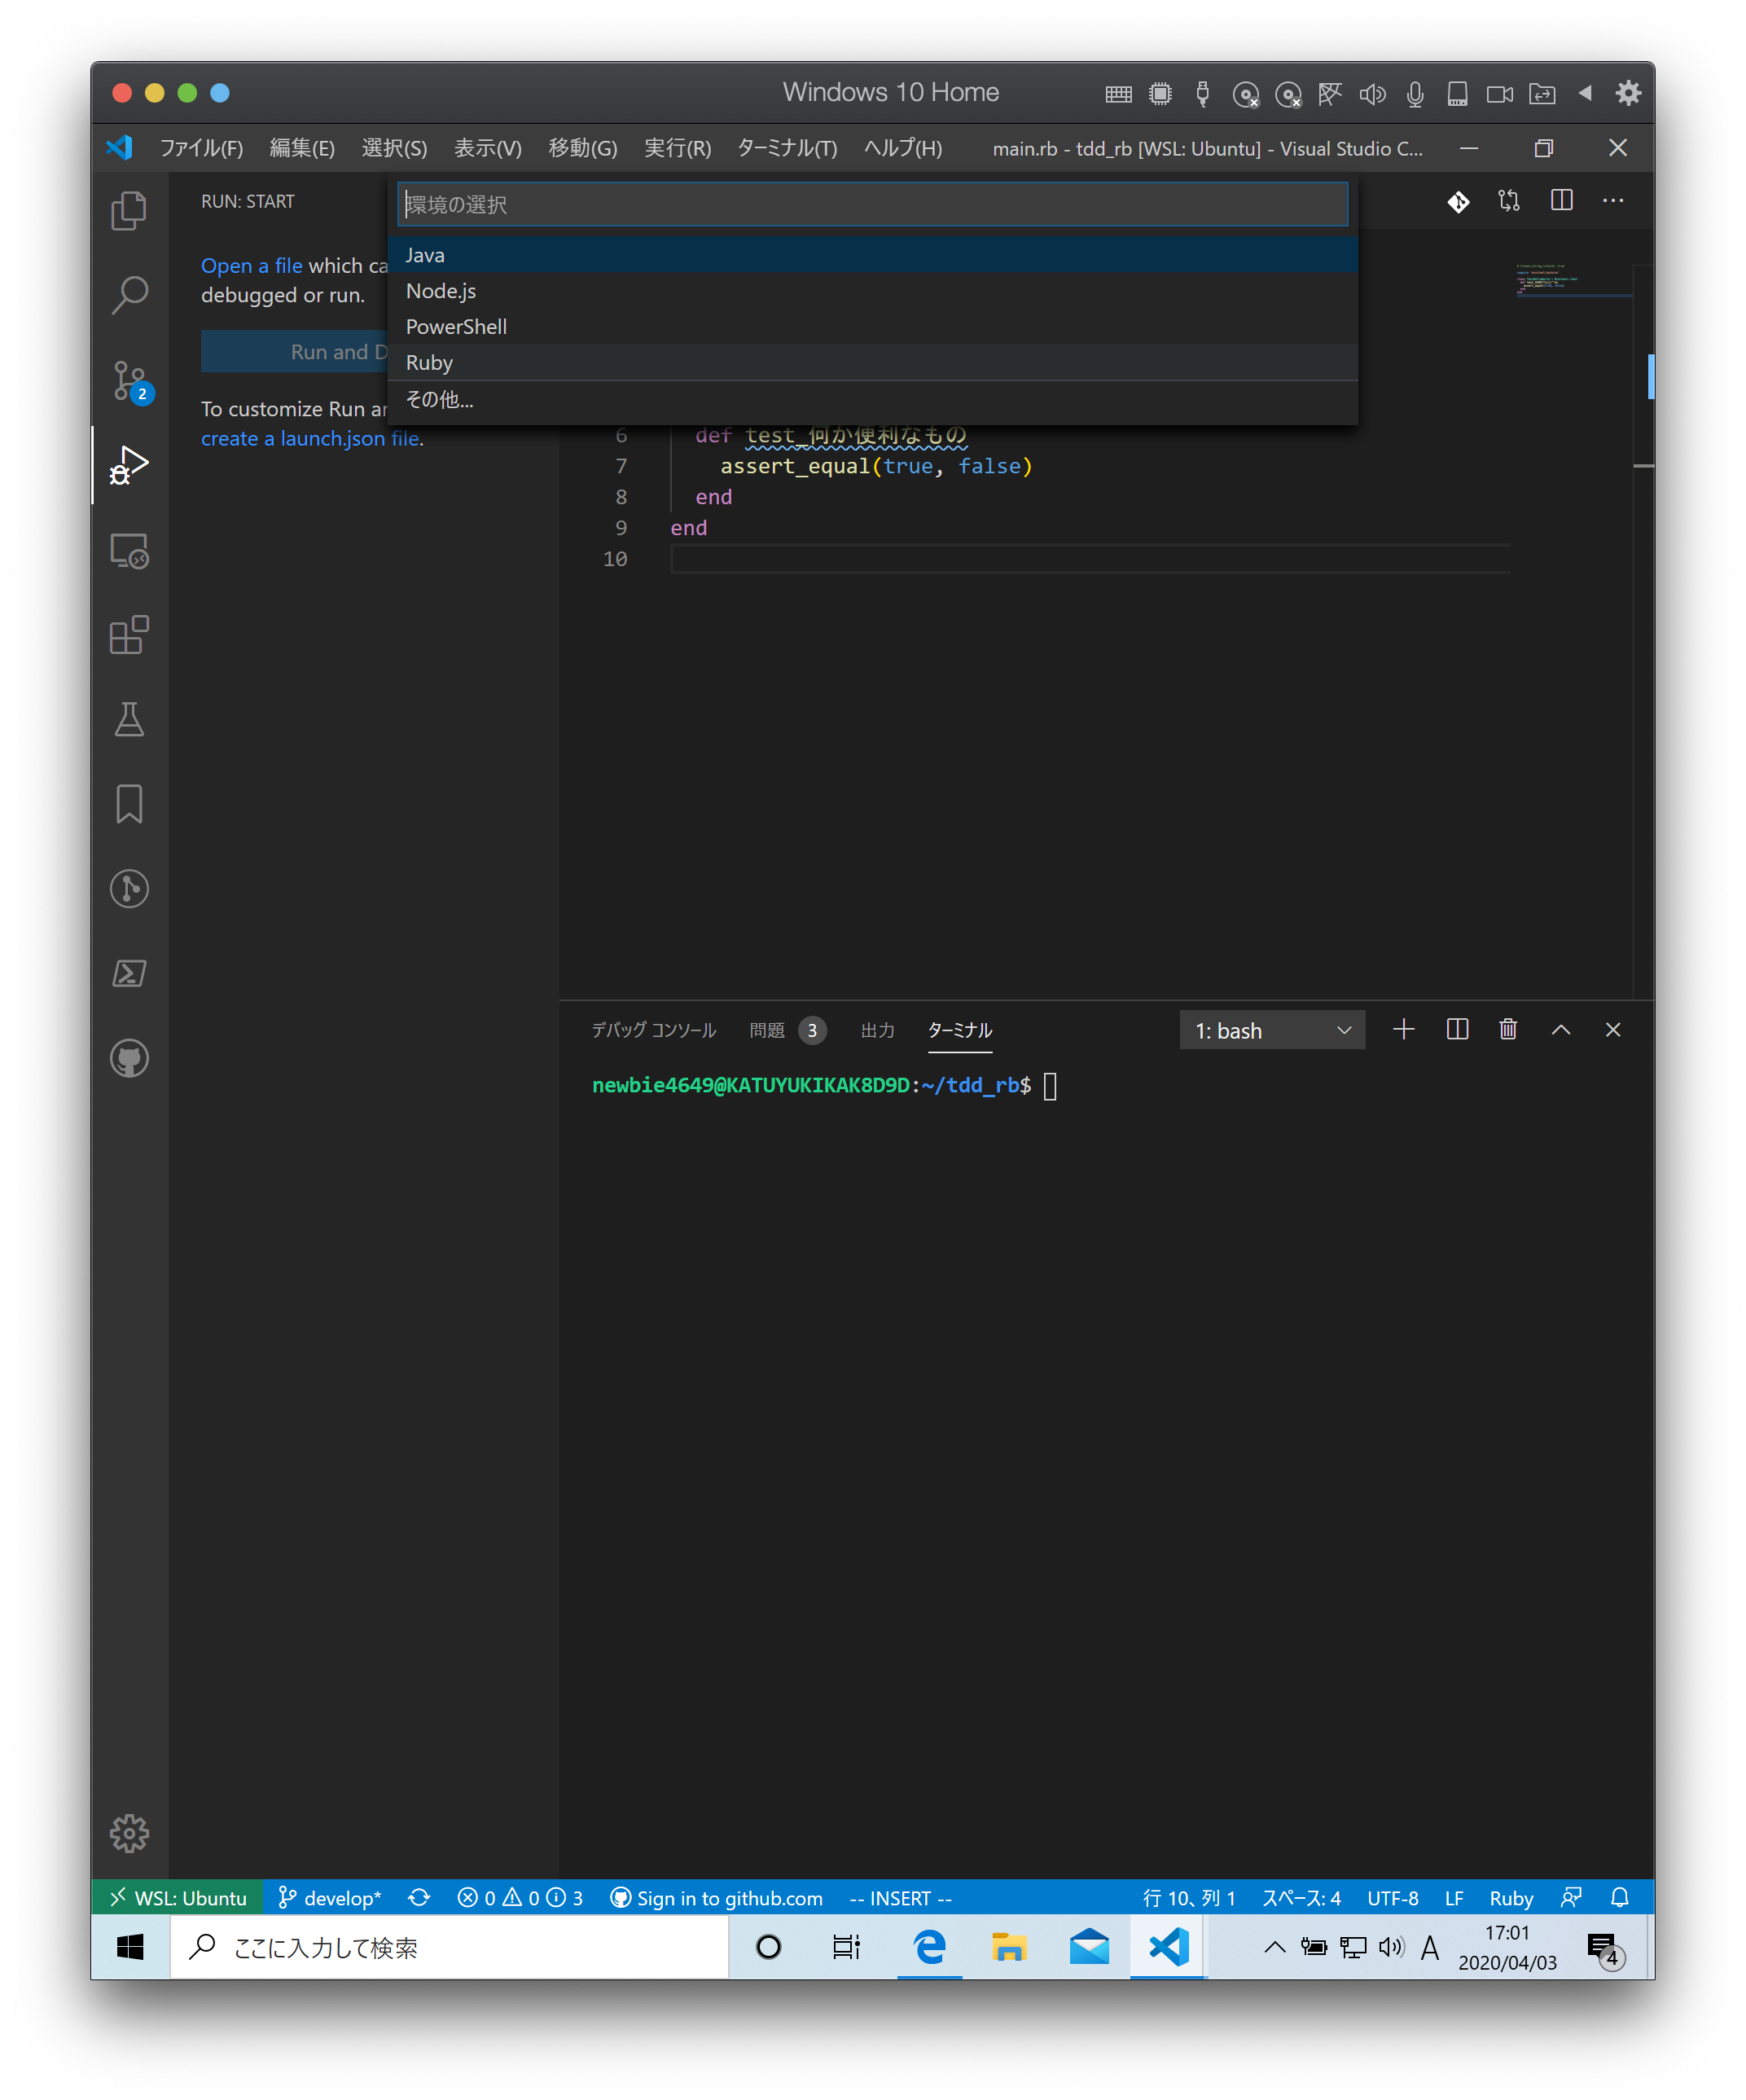 Windows 10 Home
ファイル(F) 編集(E) 選択(S) 表示(V) 移動(G) 実行(R) ターミナル(T) ヘルプ(H) main.rb - tdd_rb [WSL: Ubuntu] - Visual Studio C...
RUN: START
環境の選択
Java
Node.js
PowerShell
Ruby
その他...
Open a file which ca
debugged or run.
Run and D
To customize Run ar
create a launch.json file.
2
6 def test_何か便利なもの
7 assert_equal(true, false)
8 end
9 end
10
デバッグ コンソール 問題 3 出力 ターミナル 1: bash
newbie4649@KATUYUKIKAK8D9D:~/tdd_rb$
WSL: Ubuntu develop* 0 0 3 Sign in to github.com -- INSERT -- 行 10、列 1 スペース: 4 UTF-8 LF Ruby
ここに入力して検索 A 17:01
2020/04/03 4